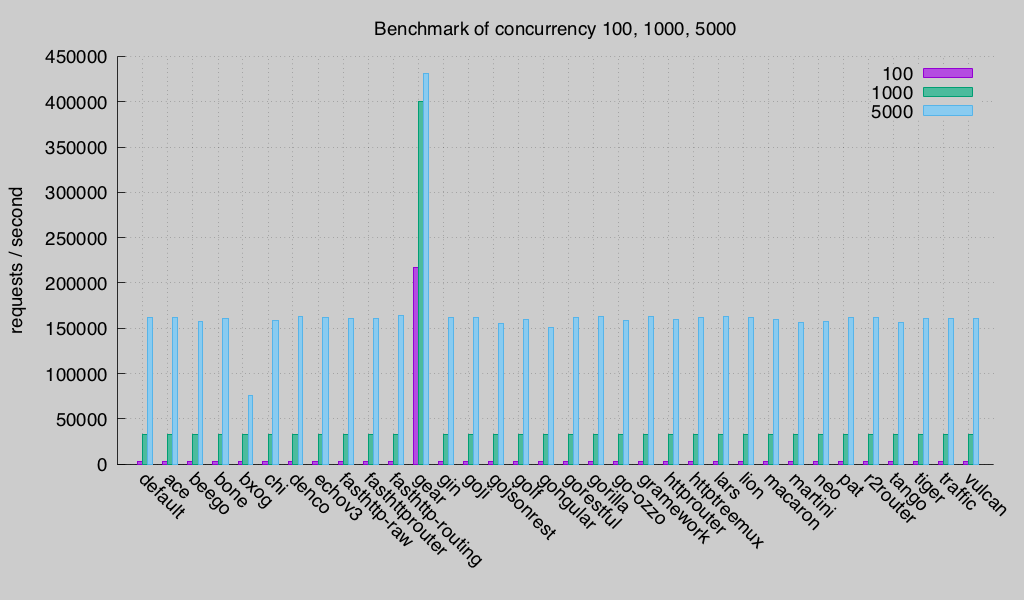 Benchmark of concurrency 100, 1000, 5000
450000
400000
350000
300000
250000
200000
150000
100000
50000
0
requests / second
100
1000
5000
default
ace
beego
bone
bxog
chi
denco
echov3
fasthttp-raw
fasthttprouter
fasthttp-routing
gear
gin
goji
gojsonrest
golf
gongular
gorestful
gorilla
go-ozzo
gramework
httprouter
httptreemux
lars
lion
macaron
martini
neo
pat
r2router
tango
tiger
traffic
vulcan